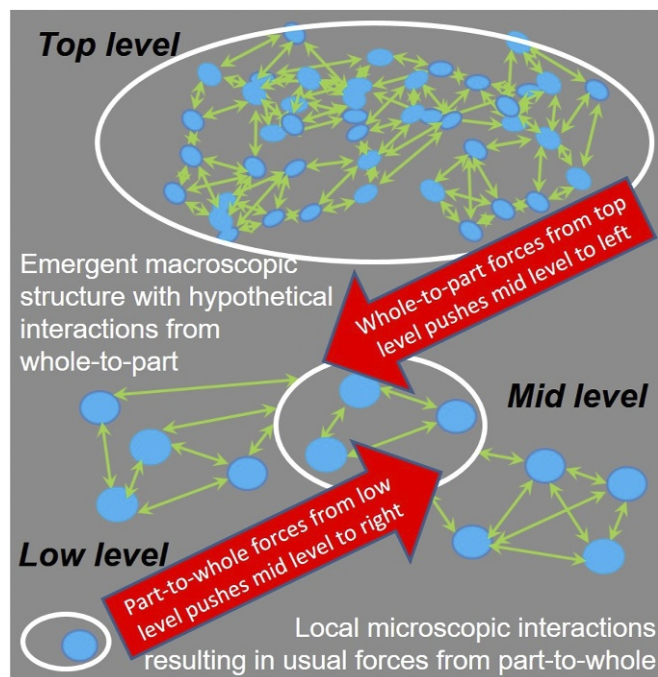 Top level
Whole-to-part forces from top
level pushes mid level to left
Emergent macroscopic
structure with hypothetical
interactions from
whole-to-part
Mid level
Low level
Part-to-whole forces from low
level pushes mid level to right
Local microscopic interactions
resulting in usual forces from part-to-whole